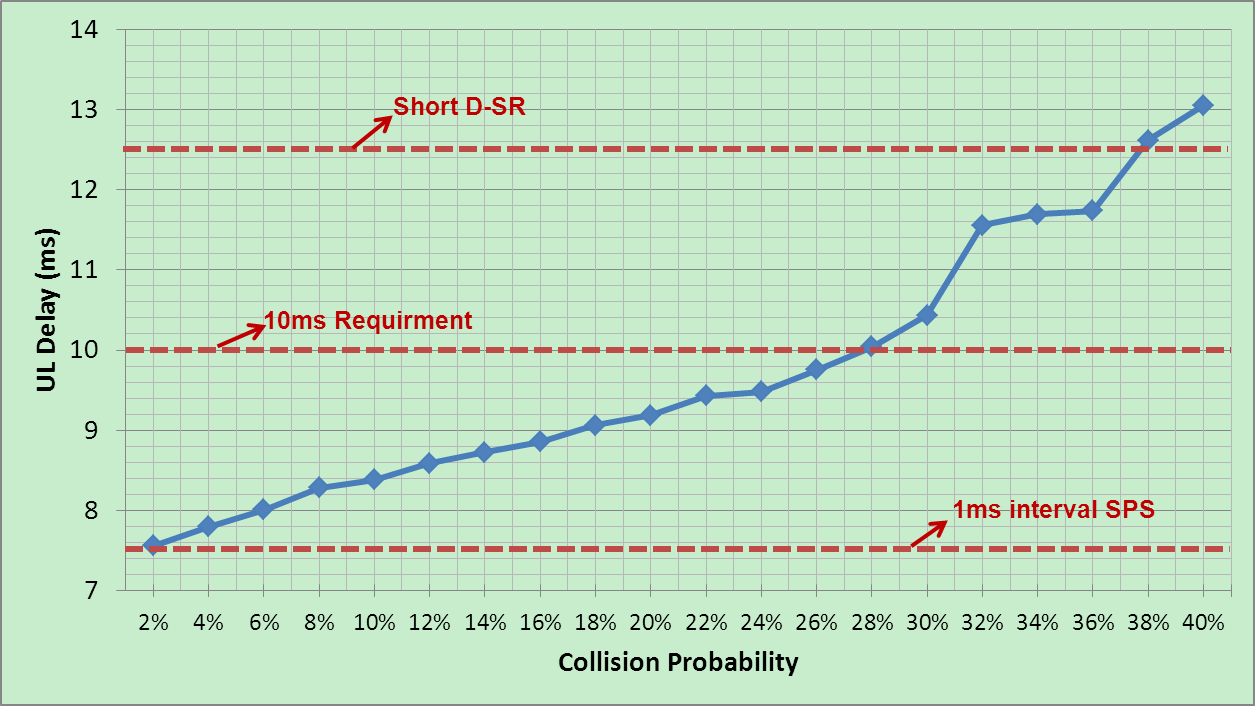 14
13
12
11
10
9
8
7
UL Delay (ms)
Short D-SR
10ms Requirment
1ms interval SPS
2% 4% 6% 8% 10% 12% 14% 16% 18% 20% 22% 24% 26% 28% 30% 32% 34% 36% 38% 40%
Collision Probability